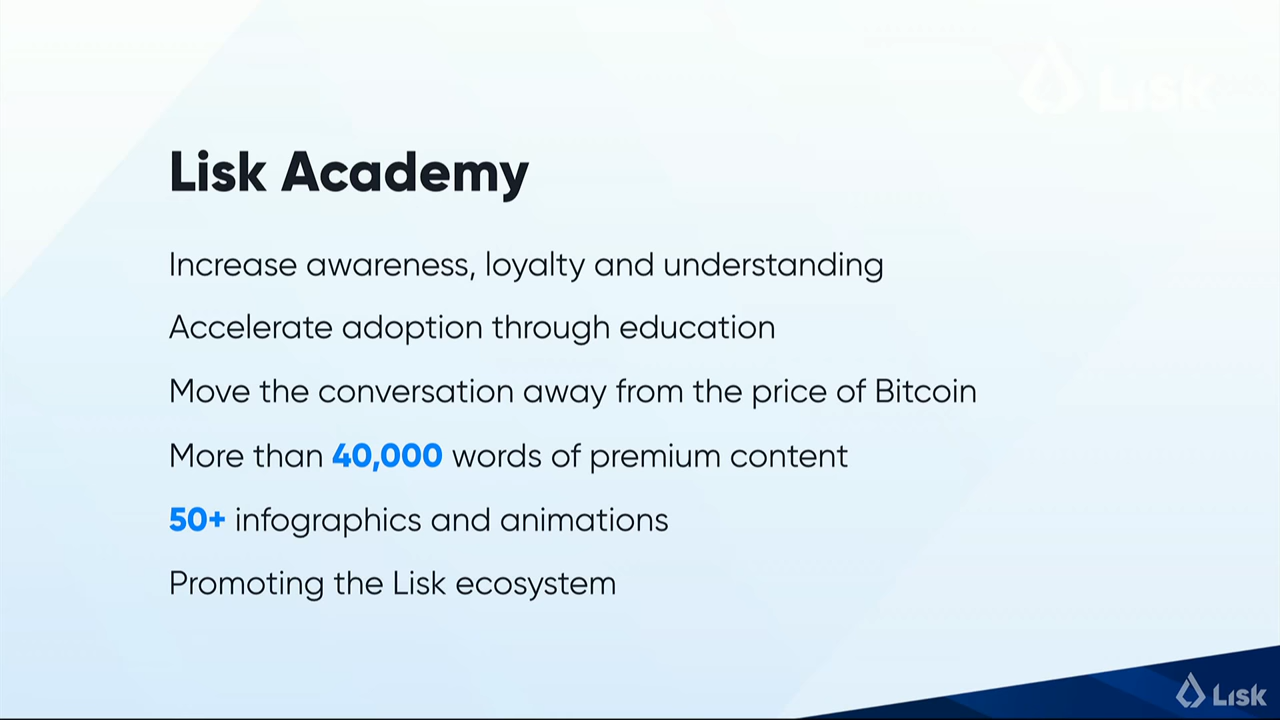 Lisk
Lisk Academy
Increase awareness, loyalty and understanding
Accelerate adoption through education
Move the conversation away from the price of Bitcoin
More than 40,000 words of premium content
50+ infographics and animations
Promoting the Lisk ecosystem
Lisk